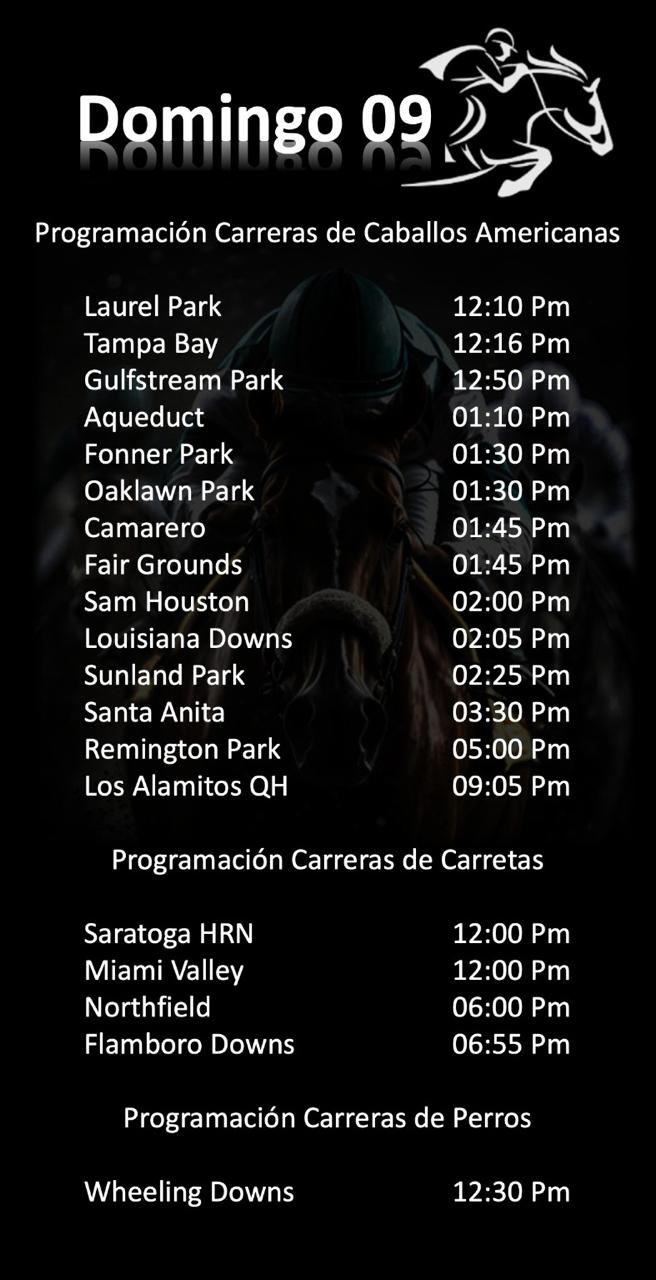 Domingo 09
Programación Carreras de Caballos Americanas
Laurel Park 12:10 Pm
Tampa Bay 12:16 Pm
Gulfstream Park 12:50 Pm
Aqueduct 01:10 Pm
Fonner Park 01:30 Pm
Oaklawn Park 01:30 Pm
Camarero 01:45 Pm
Fair Grounds 01:45 Pm
Sam Houston 02:00 Pm
Louisiana Downs 02:05 Pm
Sunland Park 02:25 Pm
Santa Anita 03:30 Pm
Remington Park 05:00 Pm
Los Alamitos QH 09:05 Pm
Programación Carreras de Carretas
Saratoga HRN 12:00 Pm
Miami Valley 12:00 Pm
Northfield 06:00 Pm
Flamboro Downs 06:55 Pm
Programación Carreras de Perros
Wheeling Downs 12:30 Pm